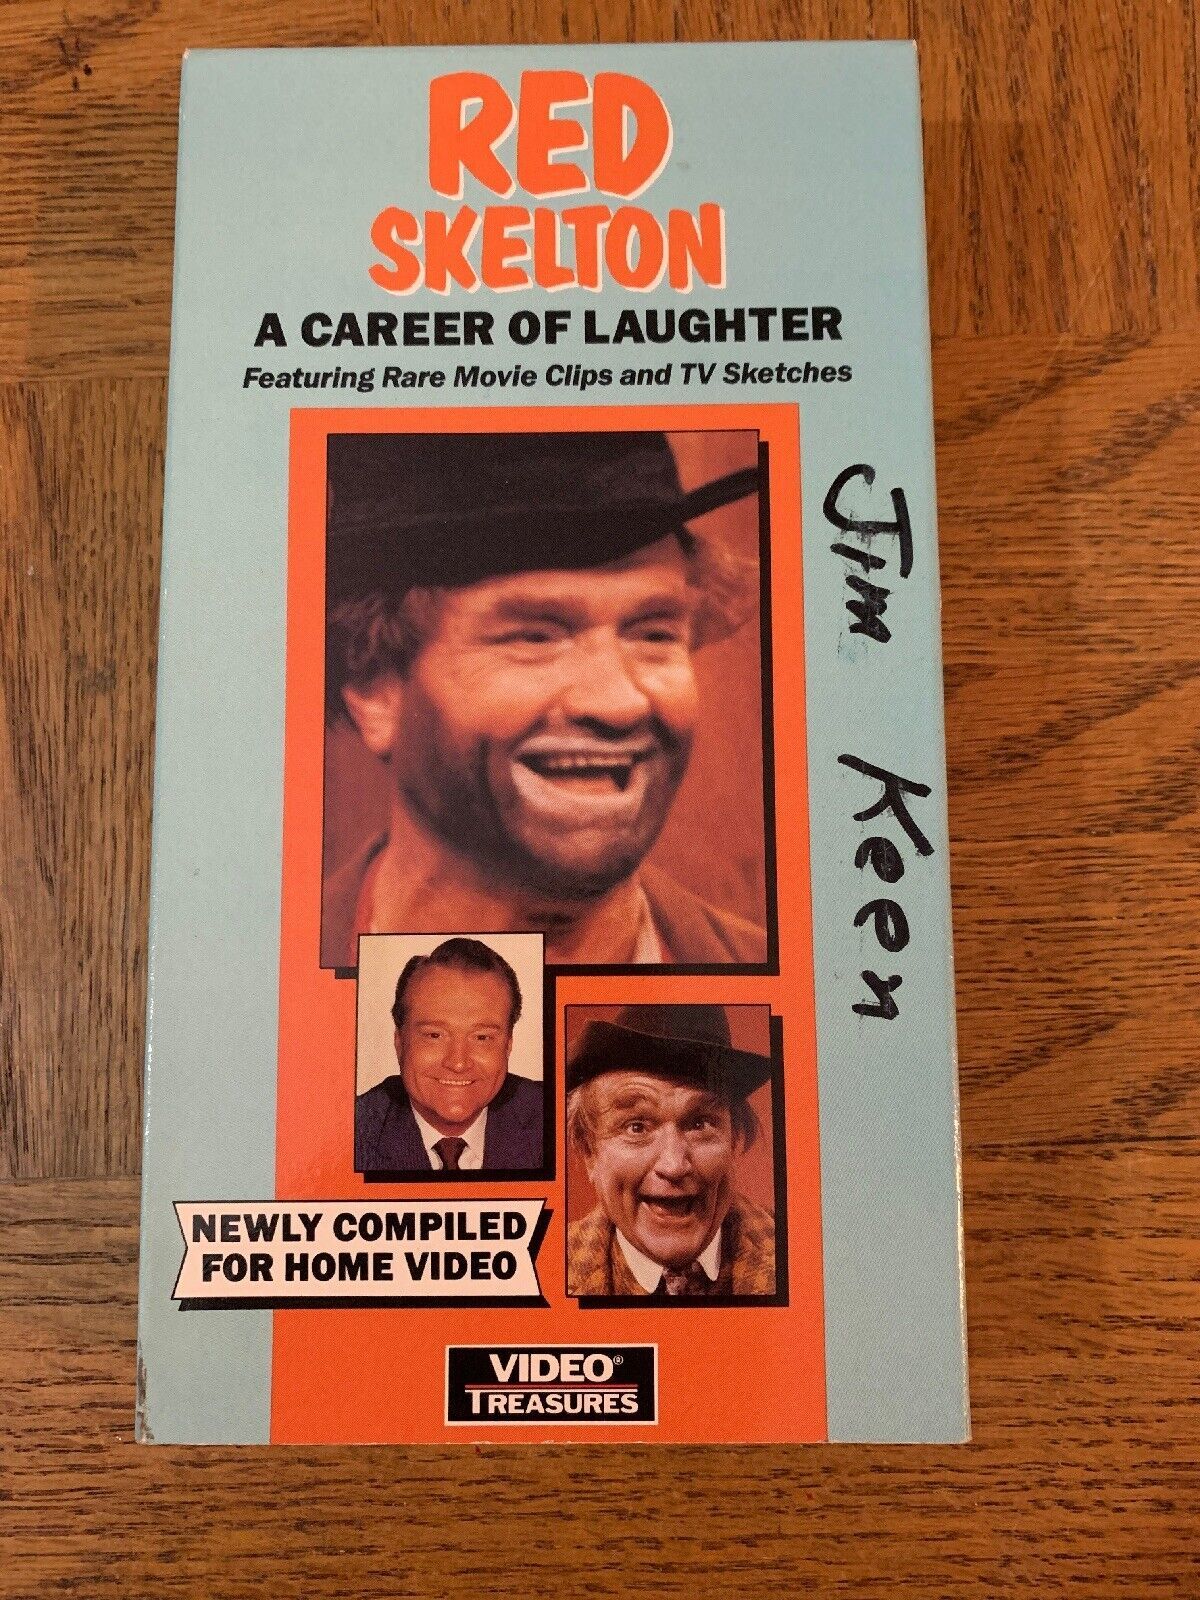 RED
SKELTON
A CAREER OF LAUGHTER
Featuring Rare Movie Clips and TV Sketches
Jim Keen
NEWLY COMPILED
FOR HOME VIDEO
VIDEO®
TREASURES